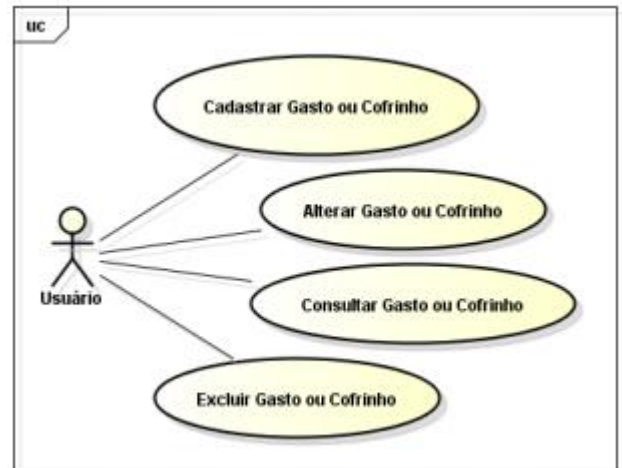 uc
Cadastrar Gasto ou Cofrinho
Alterar Gasto ou Cofrinho
Usuário
Consultar Gasto ou Cofrinho
Excluir Gasto ou Cofrinho